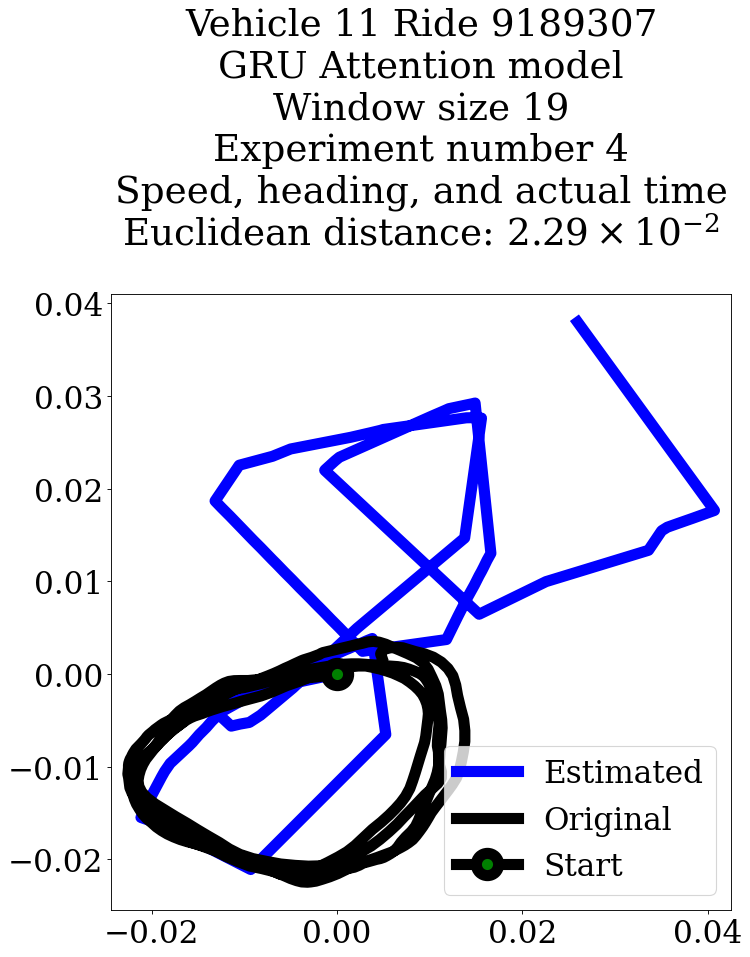 Vehicle 11 Ride 9189307
GRU Attention model
Window size 19
Experiment number 4
Speed, heading, and actual time
Euclidean distance: 2.29 × 10⁻²
0.04
0.03
0.02
0.01
0.00
−0.01
−0.02
Estimated
Original
Start
−0.02 0.00 0.02 0.04